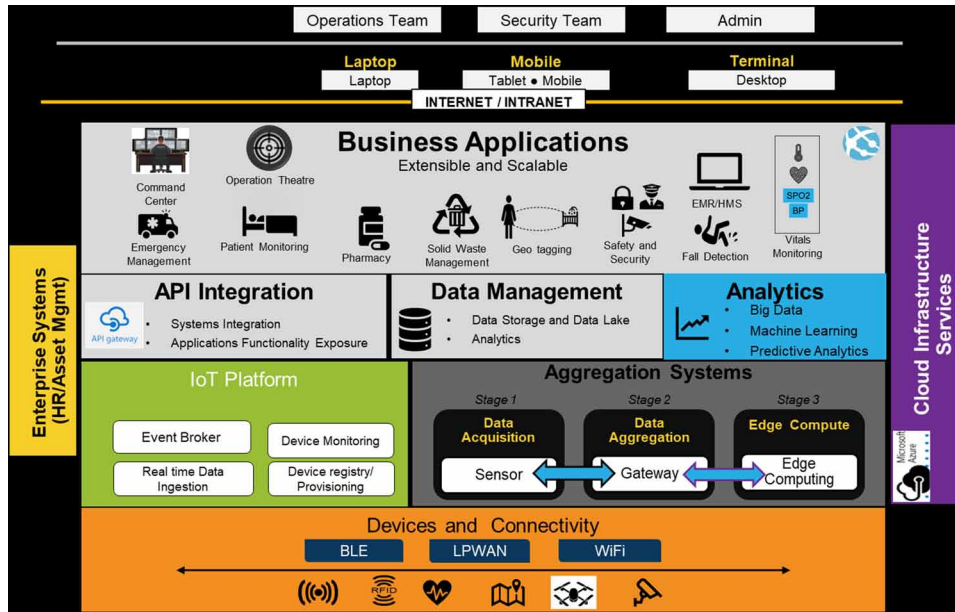 Operations Team
Security Team
Admin
Laptop
Mobile
Terminal
Laptop
Tablet ● Mobile
Desktop
INTERNET / INTRANET
Business Applications
Extensible and Scalable
Command
Center
Operation Theatre
EMR/HMS
SPO2
BP
Vitals
Monitoring
Emergency
Management
Patient Monitoring
Pharmacy
Solid Waste
Management
Geo tagging
Safety and
Security
Fall Detection
Enterprise Systems
(HR/Asset Mgmt)
Cloud Infrastructure
Services
Microsoft
Azure
API Integration
API gateway
• Systems Integration
• Applications Functionality Exposure
Data Management
• Data Storage and Data Lake
• Analytics
Analytics
• Big Data
• Machine Learning
• Predictive Analytics
IoT Platform
Event Broker
Device Monitoring
Real time Data
Ingestion
Device registry/
Provisioning
Aggregation Systems
Stage 1
Stage 2
Stage 3
Data
Acquisition
Data
Aggregation
Edge Compute
Sensor
Gateway
Edge
Computing
Devices and Connectivity
BLE
LPWAN
WiFi
RFID